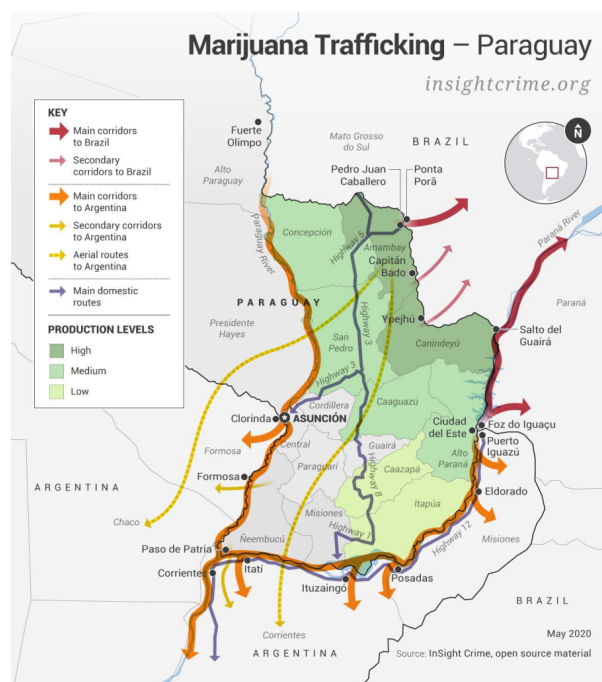 Marijuana Trafficking – Paraguay
insightcrime.org
KEY
Main corridors
to Brazil
Secondary
corridors to Brazil
Main corridors
to Argentina
Secondary corridors
to Argentina
Aerial routes
to Argentina
Main domestic
routes
PRODUCTION LEVELS
High
Medium
Low
N
Fuerte
Olimpo
Mato Grosso
do Sul
BRAZIL
Alto
Paraguay
Pedro Juan
Caballero
Ponta
Porã
Paraguay River
Concepción
Highway 5
Amambay
Capitán
Bado
Paraná River
PARAGUAY
Highway 3
Ypejhú
Paraná
Presidente
Hayes
San
Pedro
Canindeyú
Salto del
Guairá
Highway 3
Cordillera
Caaguazú
Clorinda
ASUNCIÓN
Central
Guairá
Ciudad
del Este
Foz do Iguaçu
Puerto
Iguazú
Formosa
Paraguarí
Highway 8
Caazapá
Alto
Paraná
Formosa
ARGENTINA
Eldorado
Chaco
Misiones
Itapúa
Highway 1
Highway 12
Misiones
Ñeembucú
Paso de Patria
Corrientes
Itatí
Ituzaingó
Posadas
BRAZIL
Corrientes
ARGENTINA
May 2020
Source: InSight Crime, open source material